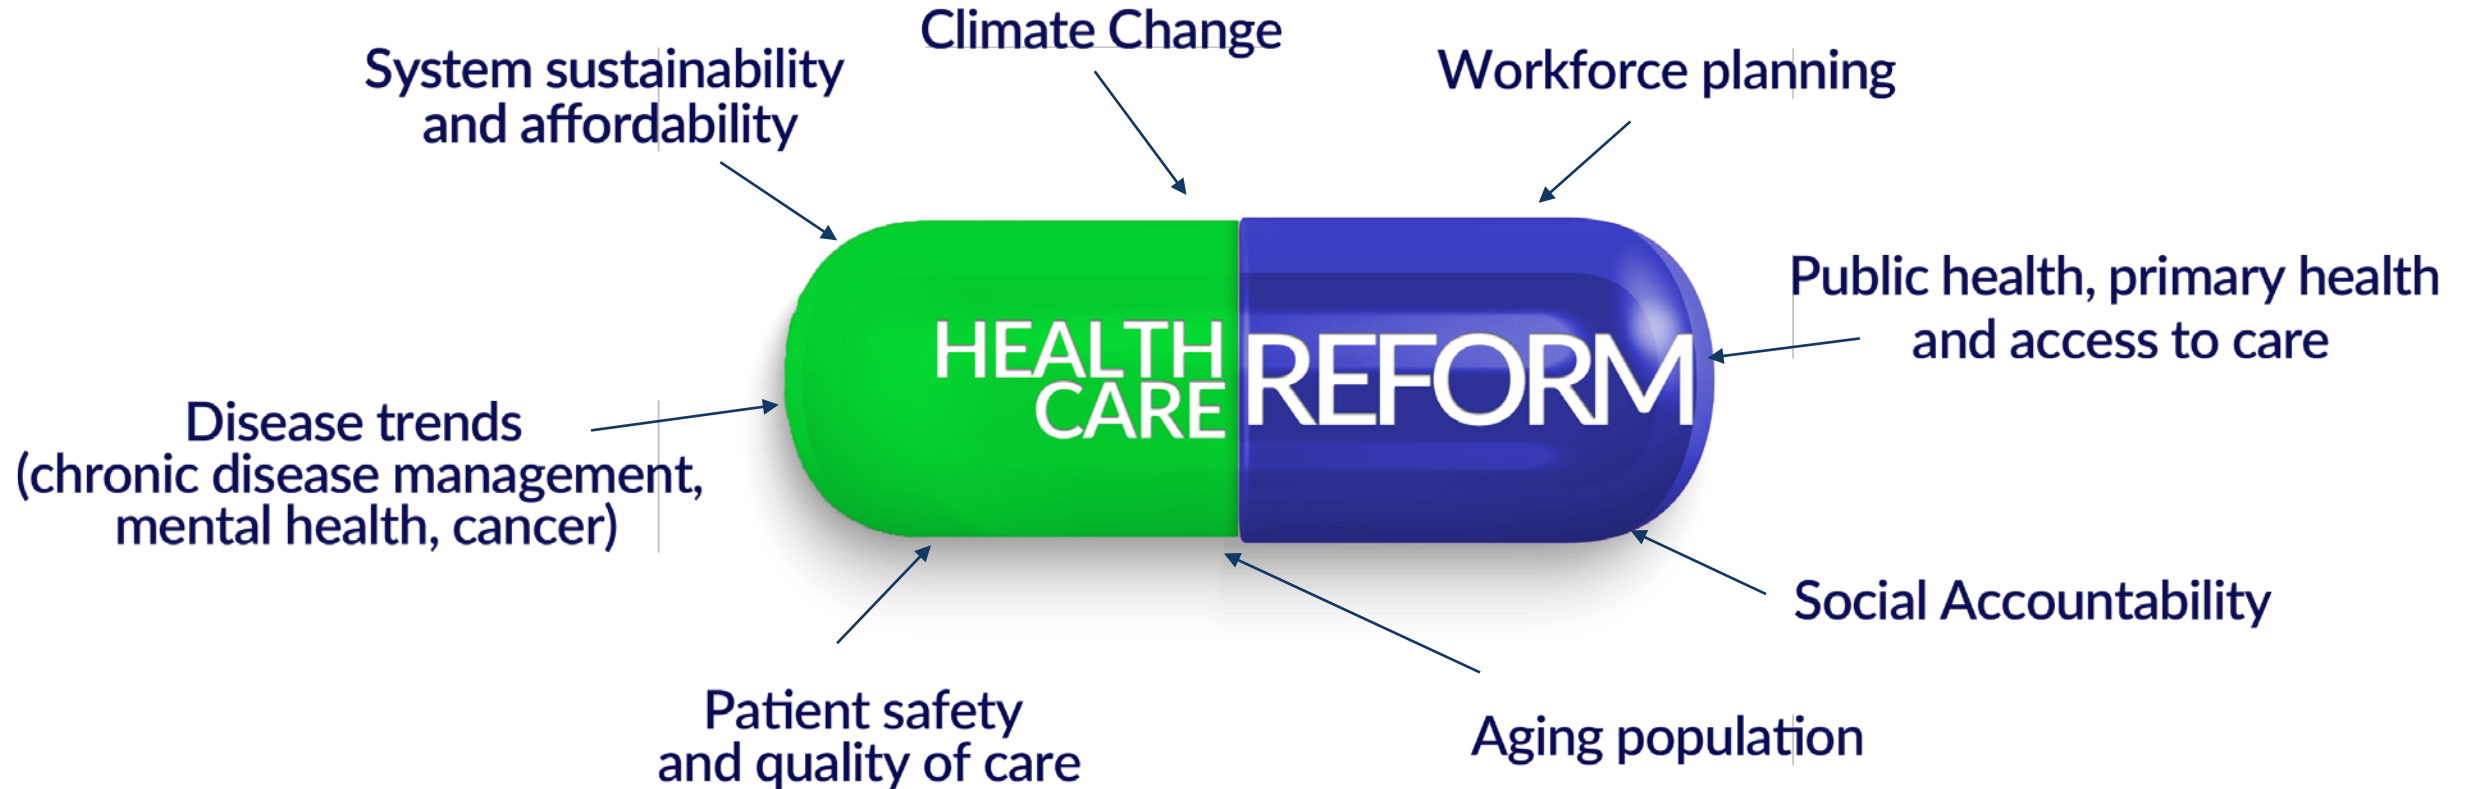 Climate Change
System sustainability
and affordability
Workforce planning
Public health, primary health
and access to care
HEALTH
CARE
REFORM
Disease trends
(chronic disease management,
mental health, cancer)
Social Accountability
Patient safety
and quality of care
Aging population